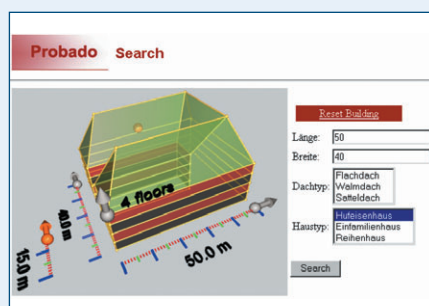 Probado Search
Reset Building
Länge: 50
Breite: 40
Dachtyp: Flachdach
Walmdach
Satteldach
Haustyp: Hufeisenhaus
Einfamilienhaus
Reihenhaus
Search
4 floors
40.0 m
15.0 m
50.0 m